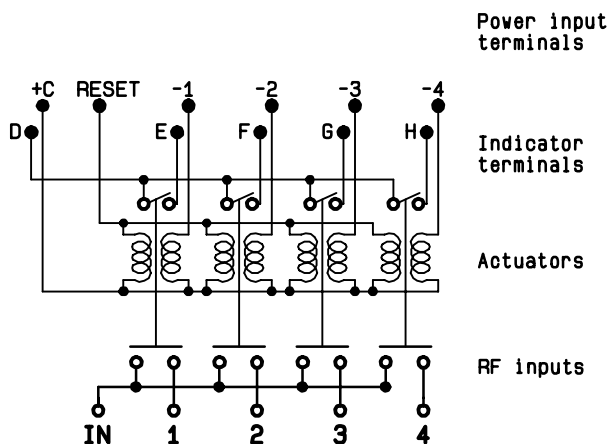 Power input
terminals
+C RESET -1 -2 -3 -4
D E F G H
Indicator
terminals
Actuators
RF inputs
IN 1 2 3 4